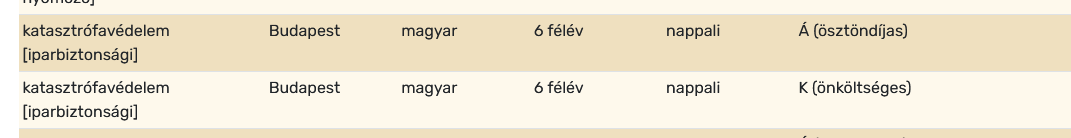 katasztrófavédelem Budapest magyar 6 félév nappali Á (ösztöndíjas)
[iparbiztonsági]
katasztrófavédelem Budapest magyar 6 félév nappali K (önköltséges)
[iparbiztonsági]